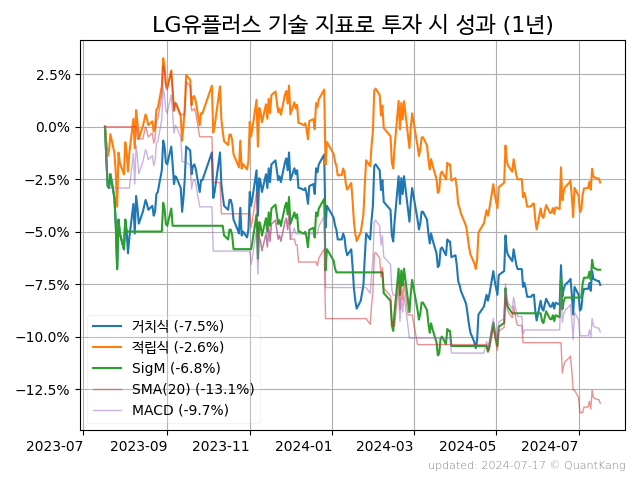 LG유플러스 기술 지표로 투자 시 성과 (1년)
2.5%
0.0%
−2.5%
−5.0%
−7.5%
−10.0%
−12.5%
거치식 (-7.5%)
적립식 (-2.6%)
SigM (-6.8%)
SMA(20) (-13.1%)
MACD (-9.7%)
2023-07 2023-09 2023-11 2024-01 2024-03 2024-05 2024-07
updated: 2024-07-17 © QuantKang